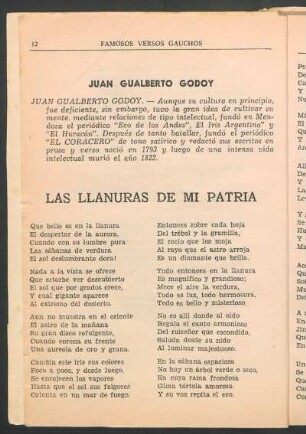 12 FAMOSOS VERSOS GAUCHOS
JUAN GUALBERTO GODOY
JUAN GUALBERTO GODOY. — Aunque su cultura en principio,
fue deficiente, sin embargo, tuvo la gran idea de cultivar su
mente. mediante relaciones de tipo intelectual, fundó en Men-
doza el periódico "Eco de los Andes", El Iris Argentino" y
"El Huracán". Después de tanto batallar, fundó el periódico
"EL CORACERO" de tono satírico y redactó sus escritos en
prosa y verso nació en 1793 y luego de una intensa vida
intelectual murió el año 1822.
LAS LLANURAS DE MI PATRIA
Que bello es en la llanura
El despertar de la aurora,
Cuando con su lumbre pura
Las sábanas de verdura
El sol deslumbrante dora!
Nada a la vista se ofrece
Que estorbe ver descubierto
El sol que por grados crece,
Y cual gigante aparece
Al extremo del desierto.
Aun no muestra en el oriente
El astro de la mañana
Su gran disco refulgente,
Cuando corona su frente
Una aureola de oro y grana.
Cambia este iris sus colores
Poco a poco, y desde luego,
Se enrojecen los vapores
Hasta que el sol sus fulgores
Orienta en un mar de fuego.
Entonces sobre cada hoja
Del trébol y la gramilla,
El rocío que los moja
Al rayo que el astro arroja
Es un diamante que brilla.
Todo entonces en la llanura
Es magnífico y grandioso;
Mece el aire la verdura,
Todo es luz, todo hermosura,
Todo es bello y misterioso.
No es allí donde al oído
Regala el canto armonioso
Del ruiseñor que escondido,
Saluda desde su nido
Al luminar majestuoso.
En la sábana espaciosa
No hay un árbol verde o seco,
En cuya rama frondosa
Gima tórtola amorosa
Y su voz repita el eco.